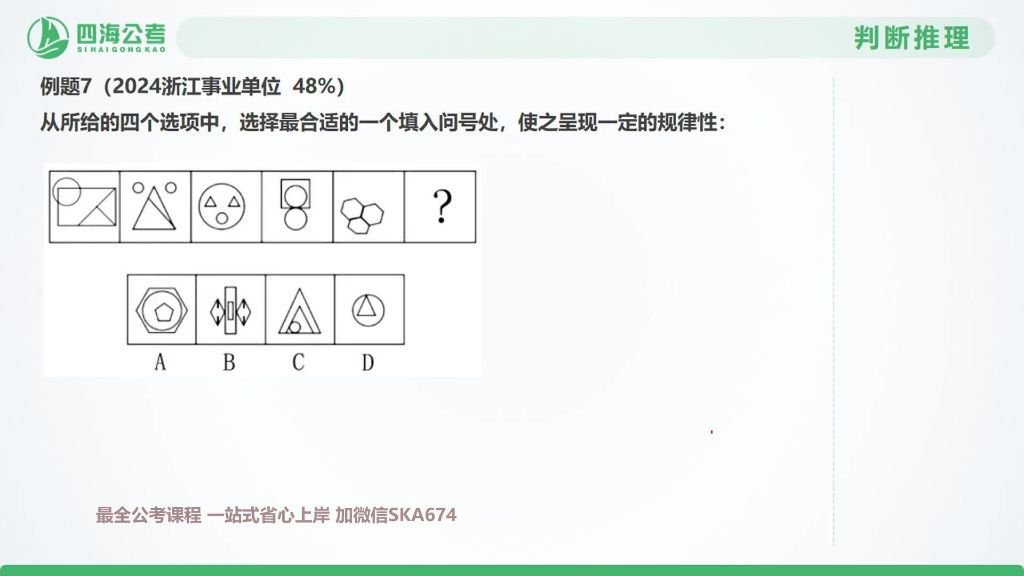 四海公考
SIHAIGONGKAO
判断推理
例题7（2024浙江事业单位 48%）
从所给的四个选项中，选择最合适的一个填入问号处，使之呈现一定的规律性：
?
A B C D
最全公考课程 一站式省心上岸 加微信SKA674